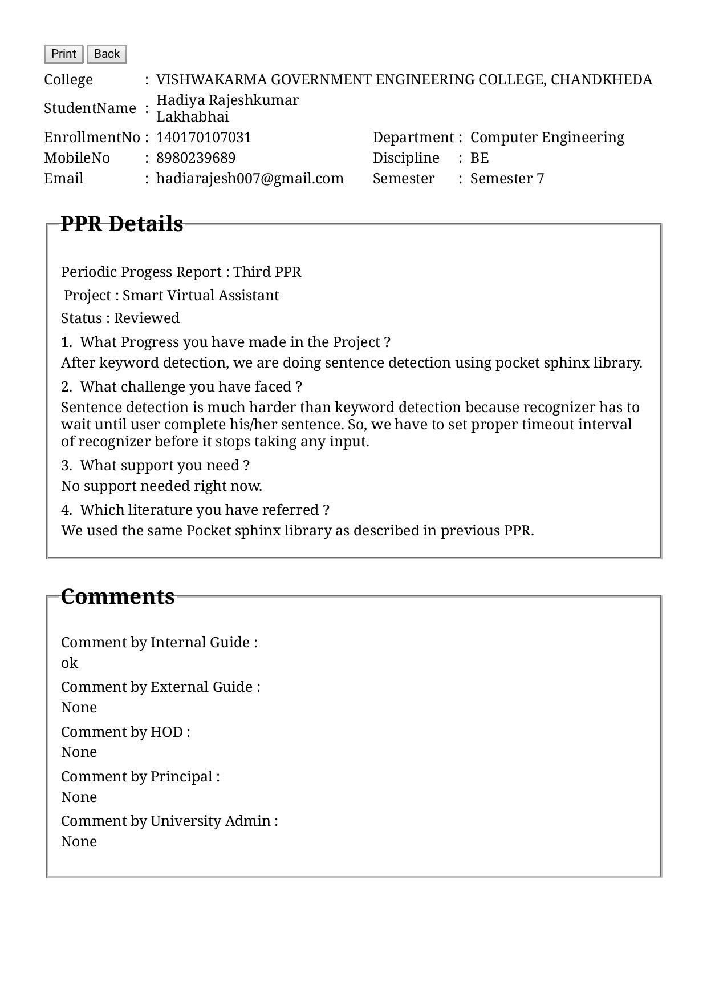 Print Back
College : VISHWAKARMA GOVERNMENT ENGINEERING COLLEGE, CHANDKHEDA
StudentName : Hadiya Rajeshkumar
Lakhabhai
EnrollmentNo : 140170107031 Department : Computer Engineering
MobileNo : 8980239689 Discipline : BE
Email : hadiarajesh007@gmail.com Semester : Semester 7
PPR Details
Periodic Progess Report : Third PPR
Project : Smart Virtual Assistant
Status : Reviewed
1. What Progress you have made in the Project ?
After keyword detection, we are doing sentence detection using pocket sphinx library.
2. What challenge you have faced ?
Sentence detection is much harder than keyword detection because recognizer has to
wait until user complete his/her sentence. So, we have to set proper timeout interval
of recognizer before it stops taking any input.
3. What support you need ?
No support needed right now.
4. Which literature you have referred ?
We used the same Pocket sphinx library as described in previous PPR.
Comments
Comment by Internal Guide :
ok
Comment by External Guide :
None
Comment by HOD :
None
Comment by Principal :
None
Comment by University Admin :
None